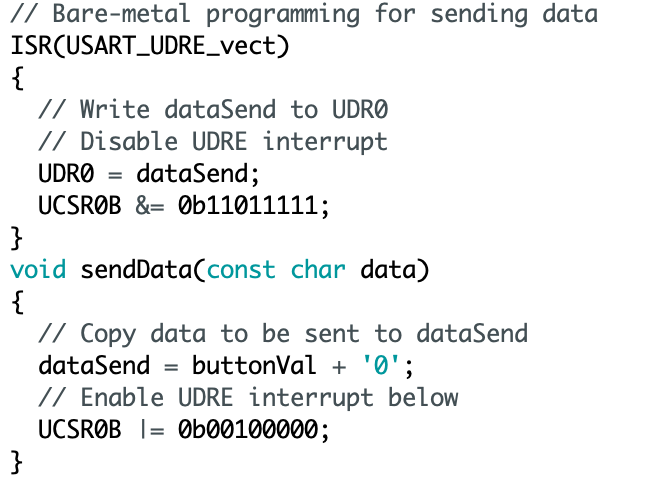 // Bare-metal programming for sending data
ISR(USART_UDRE_vect)
{
  // Write dataSend to UDR0
  // Disable UDRE interrupt
  UDR0 = dataSend;
  UCSR0B &= 0b11011111;
}
void sendData(const char data)
{
  // Copy data to be sent to dataSend
  dataSend = buttonVal + '0';
  // Enable UDRE interrupt below
  UCSR0B |= 0b00100000;
}